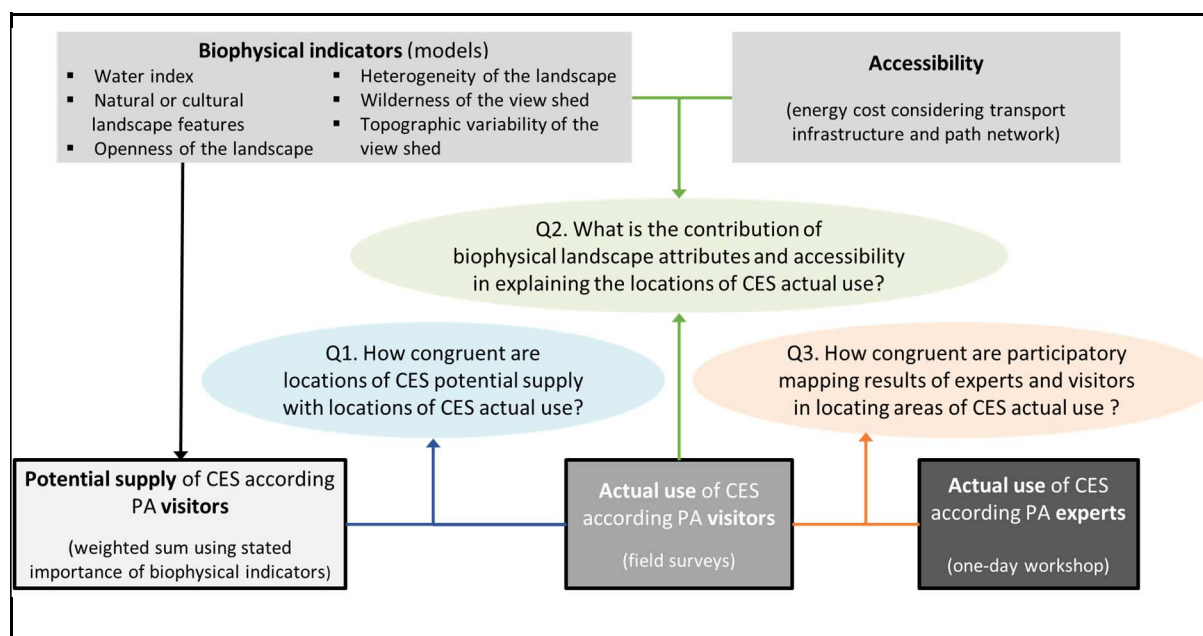 Biophysical indicators (models)
▪ Water index
▪ Natural or cultural
landscape features
▪ Openness of the landscape
▪ Heterogeneity of the landscape
▪ Wilderness of the view shed
▪ Topographic variability of the
view shed
Accessibility
(energy cost considering transport
infrastructure and path network)
Q2. What is the contribution of
biophysical landscape attributes and accessibility
in explaining the locations of CES actual use?
Q1. How congruent are
locations of CES potential supply
with locations of CES actual use?
Q3. How congruent are participatory
mapping results of experts and visitors
in locating areas of CES actual use ?
Potential supply of CES according
PA visitors
(weighted sum using stated
importance of biophysical indicators)
Actual use of CES
according PA visitors
(field surveys)
Actual use of CES
according PA experts
(one-day workshop)